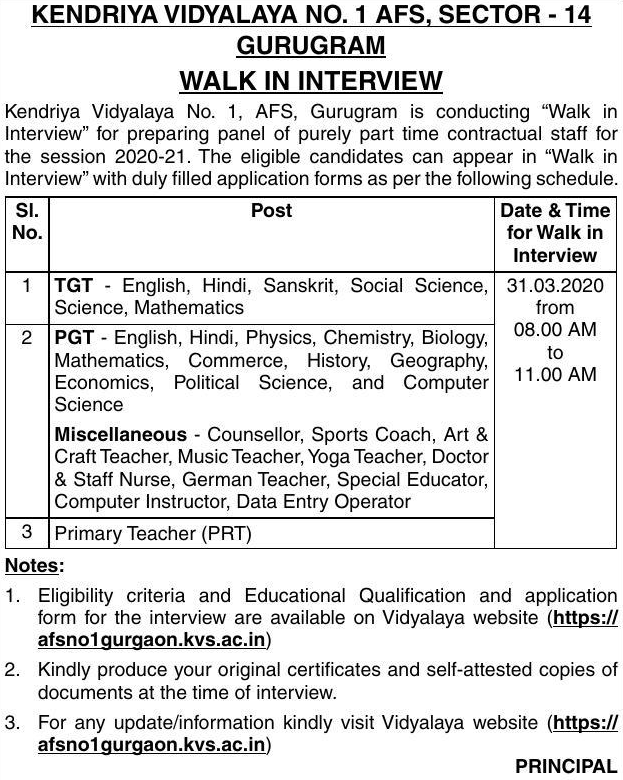 KENDRIYA VIDYALAYA NO. 1 AFS, SECTOR - 14
GURUGRAM
WALK IN INTERVIEW
Kendriya Vidyalaya No. 1, AFS, Gurugram is conducting “Walk in
Interview” for preparing panel of purely part time contractual staff for
the session 2020-21. The eligible candidates can appear in “Walk in
Interview” with duly filled application forms as per the following schedule.
Sl.
No.
Post
Date & Time
for Walk in
Interview
1
TGT - English, Hindi, Sanskrit, Social Science,
Science, Mathematics
31.03.2020
from
08.00 AM
to
11.00 AM
2
PGT - English, Hindi, Physics, Chemistry, Biology,
Mathematics, Commerce, History, Geography,
Economics, Political Science, and Computer
Science
Miscellaneous - Counsellor, Sports Coach, Art &
Craft Teacher, Music Teacher, Yoga Teacher, Doctor
& Staff Nurse, German Teacher, Special Educator,
Computer Instructor, Data Entry Operator
3
Primary Teacher (PRT)
Notes:
1. Eligibility criteria and Educational Qualification and application
form for the interview are available on Vidyalaya website (https://
afsno1gurgaon.kvs.ac.in)
2. Kindly produce your original certificates and self-attested copies of
documents at the time of interview.
3. For any update/information kindly visit Vidyalaya website (https://
afsno1gurgaon.kvs.ac.in)
PRINCIPAL